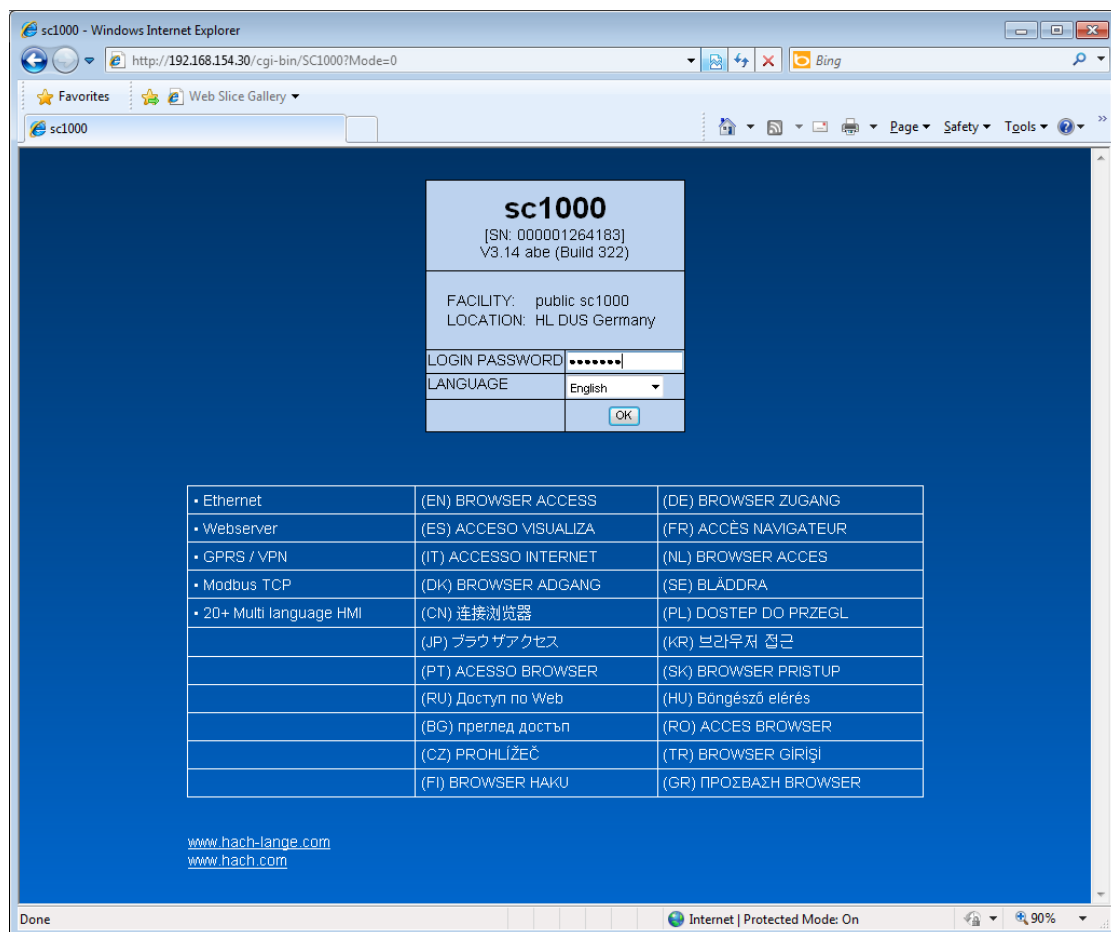 sc1000 - Windows Internet Explorer
http://192.168.154.30/cgi-bin/SC1000?Mode=0
Bing
Favorites
Web Slice Gallery
sc1000
Page
Safety
Tools
sc1000
[SN: 000001264183]
V3.14 abe (Build 322)
FACILITY: public sc1000
LOCATION: HL DUS Germany
LOGIN PASSWORD •••••••
LANGUAGE English
OK
• Ethernet (EN) BROWSER ACCESS (DE) BROWSER ZUGANG
• Webserver (ES) ACCESO VISUALIZA (FR) ACCÈS NAVIGATEUR
• GPRS / VPN (IT) ACCESSO INTERNET (NL) BROWSER ACCES
• Modbus TCP (DK) BROWSER ADGANG (SE) BLÄDDRA
• 20+ Multi language HMI (CN) 连接浏览器 (PL) DOSTEP DO PRZEGL
(JP) ブラウザアクセス (KR) 브라우저 접근
(PT) ACESSO BROWSER (SK) BROWSER PRISTUP
(RU) Доступ по Web (HU) Böngésző elérés
(BG) преглед достъп (RO) ACCES BROWSER
(CZ) PROHLÍŽEČ (TR) BROWSER GİRİŞİ
(FI) BROWSER HAKU (GR) ΠΡΟΣΒΑΣΗ BROWSER
www.hach-lange.com
www.hach.com
Done
Internet | Protected Mode: On
90%